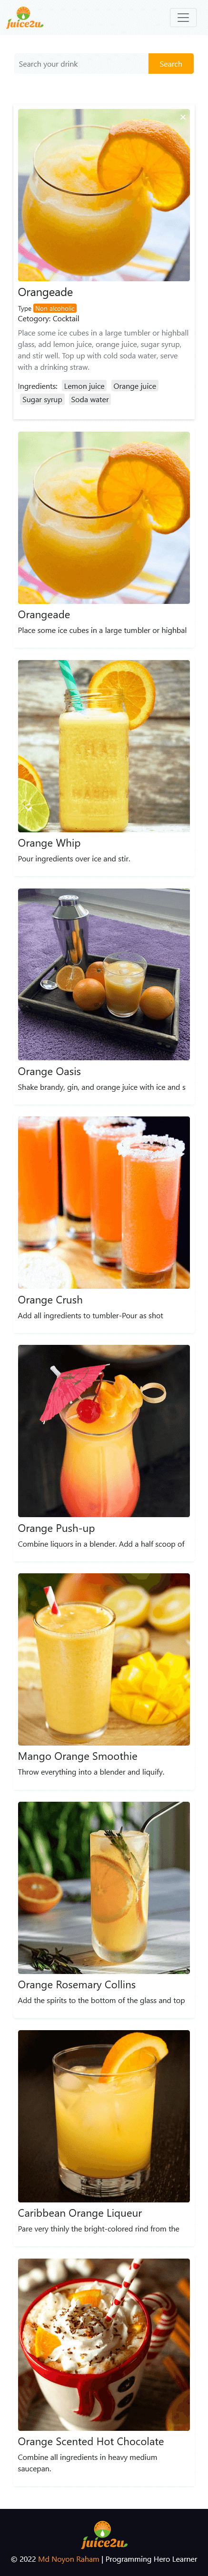 Juice2u
Search your drink
Search
×
Orangeade
Type Non alcoholic
Cetogory: Cocktail
Place some ice cubes in a large tumbler or highball
glass, add lemon juice, orange juice, sugar syrup,
and stir well. Top up with cold soda water, serve
with a drinking straw.
Ingredients: Lemon juice Orange juice
Sugar syrup Soda water
Orangeade
Place some ice cubes in a large tumbler or highbal
Orange Whip
Pour ingredients over ice and stir.
Orange Oasis
Shake brandy, gin, and orange juice with ice and s
Orange Crush
Add all ingredients to tumbler-Pour as shot
Orange Push-up
Combine liquors in a blender. Add a half scoop of
Mango Orange Smoothie
Throw everything into a blender and liquify.
Orange Rosemary Collins
Add the spirits to the bottom of the glass and top
Caribbean Orange Liqueur
Pare very thinly the bright-colored rind from the
Orange Scented Hot Chocolate
Combine all ingredients in heavy medium
saucepan.
Juice2u
© 2022 Md Noyon Raham | Programming Hero Learner